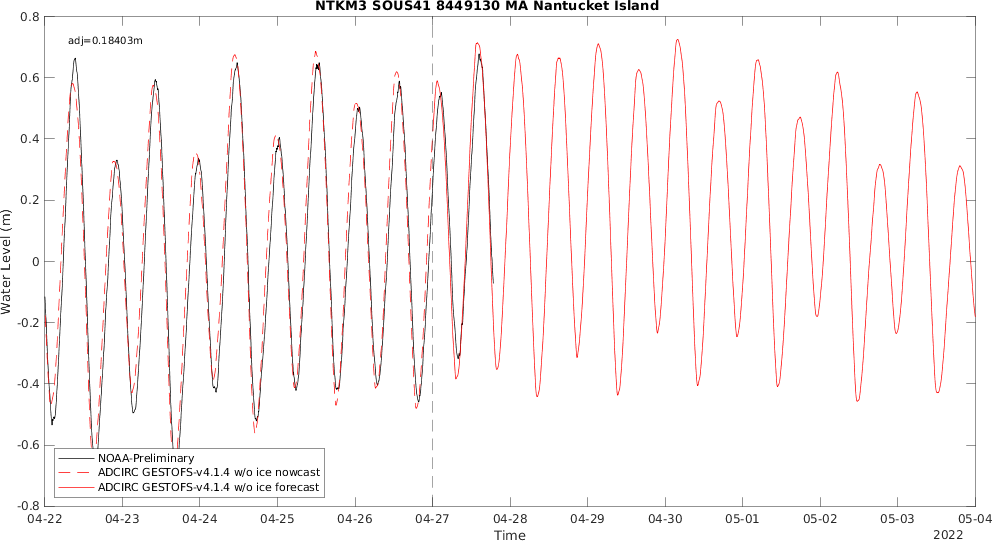 NTKM3 SOUS41 8449130 MA Nantucket Island
adj=0.18403m
0.8
0.6
0.4
0.2
0
-0.2
-0.4
-0.6
-0.8
Water Level (m)
NOAA-Preliminary
ADCIRC GESTOFS-v4.1.4 w/o ice nowcast
ADCIRC GESTOFS-v4.1.4 w/o ice forecast
04-22 04-23 04-24 04-25 04-26 04-27 04-28 04-29 04-30 05-01 05-02 05-03 05-04
Time
2022